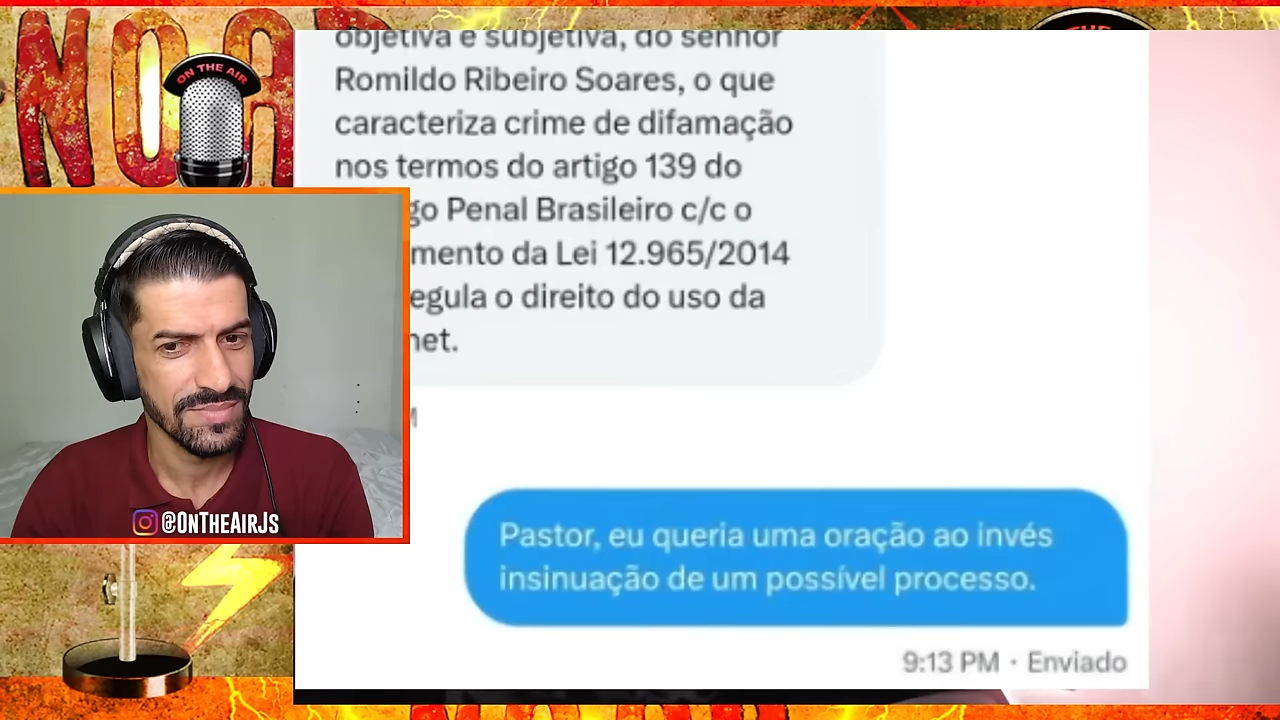 NO A
ON THE AIR
THE
objetiva e subjetiva, do senhor
Romildo Ribeiro Soares, o que
caracteriza crime de difamação
nos termos do artigo 139 do
go Penal Brasileiro c/c o
mento da Lei 12.965/2014
egula o direito do uso da
net.
M
@ONTHEAIRJS
Pastor, eu queria uma oração ao invés
insinuação de um possível processo.
9:13 PM · Enviado